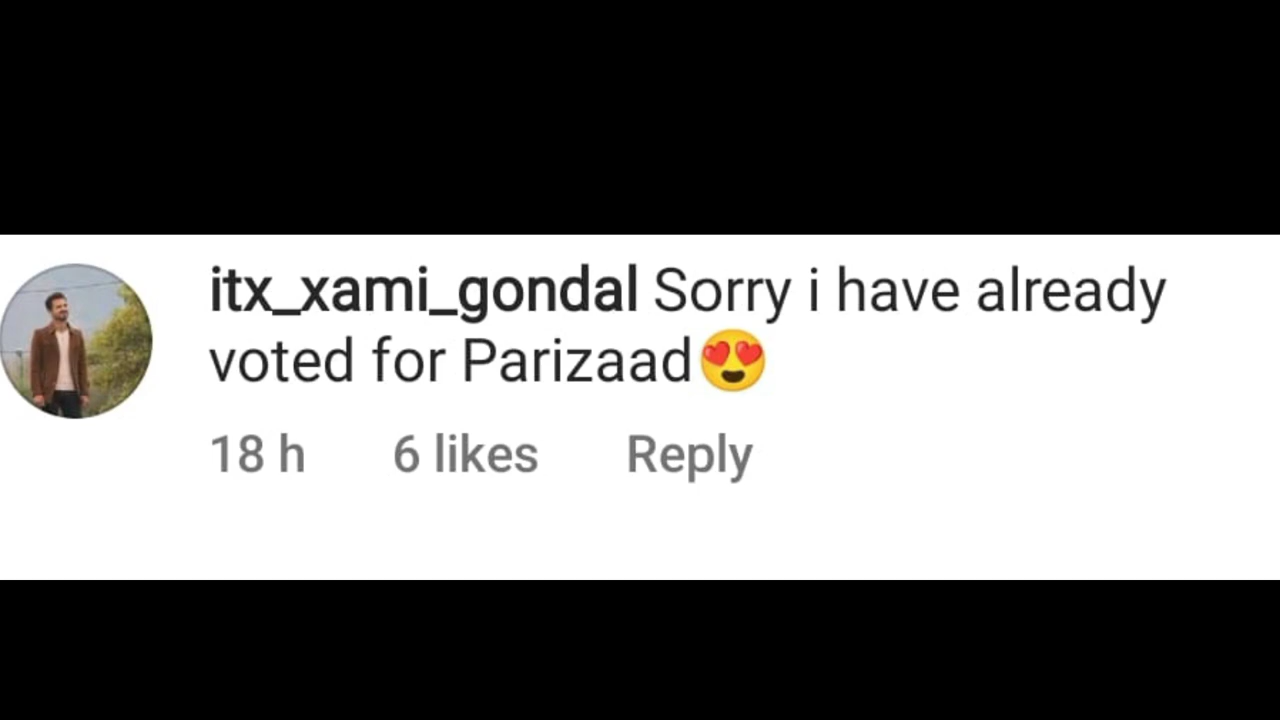 itx_xami_gondal Sorry i have already
voted for Parizaad😍
18 h 6 likes Reply